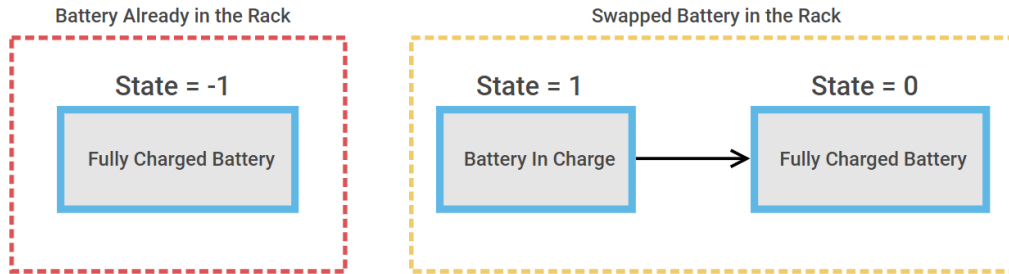 Battery Already in the Rack
Swapped Battery in the Rack
State = -1
State = 1
State = 0
Fully Charged Battery
Battery In Charge
Fully Charged Battery